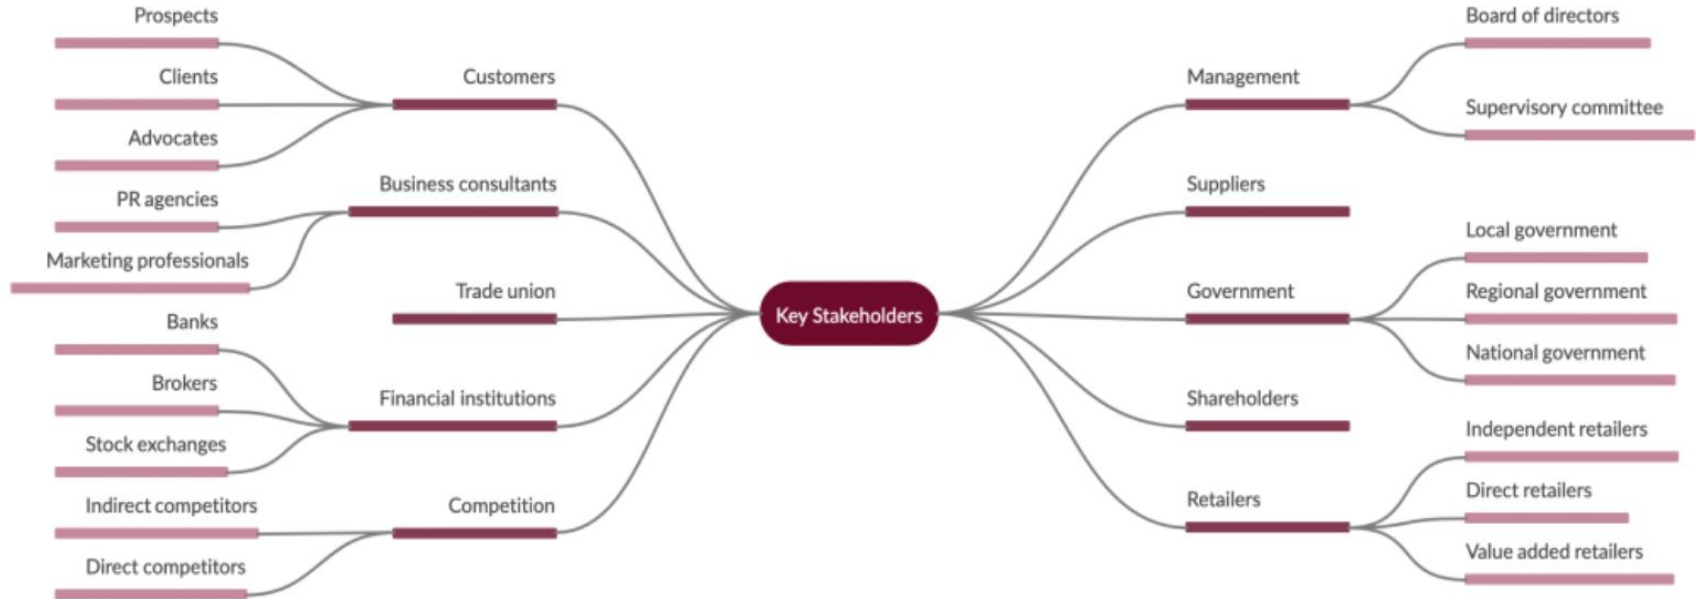 Prospects
Clients
Advocates
Customers
PR agencies
Marketing professionals
Business consultants
Trade union
Banks
Brokers
Stock exchanges
Financial institutions
Indirect competitors
Direct competitors
Competition
Key Stakeholders
Management
Board of directors
Supervisory committee
Suppliers
Government
Local government
Regional government
National government
Shareholders
Retailers
Independent retailers
Direct retailers
Value added retailers